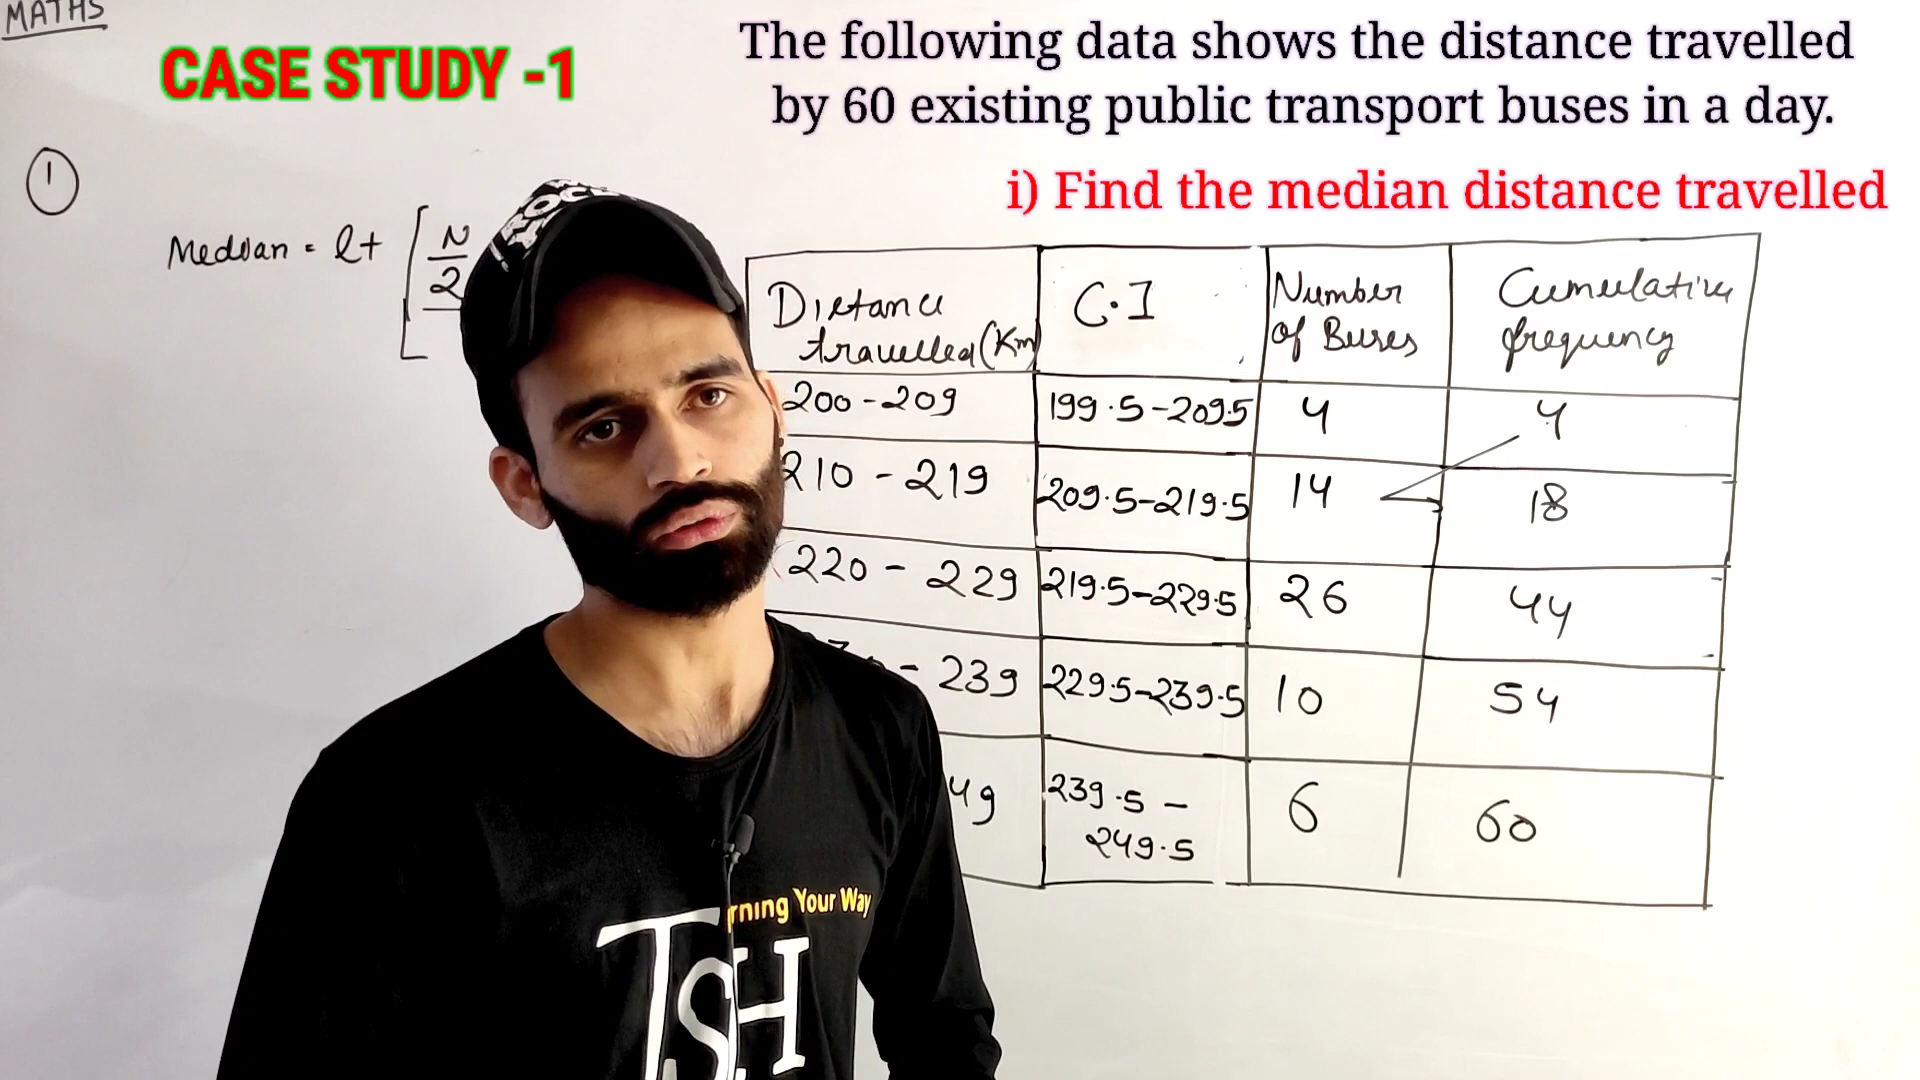 MATHS
CASE STUDY -1
The following data shows the distance travelled
by 60 existing public transport buses in a day.
i) Find the median distance travelled
1
Median = l+ [N/2
Distance travelled (Km) C.I Number of Buses Cumulative frequency
200-209 199.5-209.5 4 4
210-219 209.5-219.5 14 18
220-229 219.5-229.5 26 44
-239 229.5-239.5 10 54
49 239.5-249.5 6 60
rning Your Way
TSH